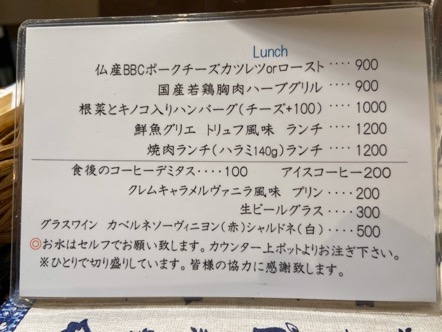 Lunch
仏産BBCポークチーズカツレツorロースト‥‥900
国産若鶏胸肉ハーブグリル‥‥900
根菜とキノコ入りハンバーグ(チーズ+100)‥‥1000
鮮魚グリエ トリュフ風味 ランチ‥‥1200
焼肉ランチ(ハラミ140g)ランチ‥‥1200
食後のコーヒーデミタス‥‥100 アイスコーヒー200
クレムキャラメルヴァニラ風味 プリン‥‥200
生ビールグラス‥‥300
グラスワイン カベルネソーヴィニヨン(赤)シャルドネ(白)‥‥500
◎お水はセルフでお願い致します。カウンター上ポットよりお注ぎ下さい。
※ひとりで切り盛りしています。皆様の協力に感謝致します。